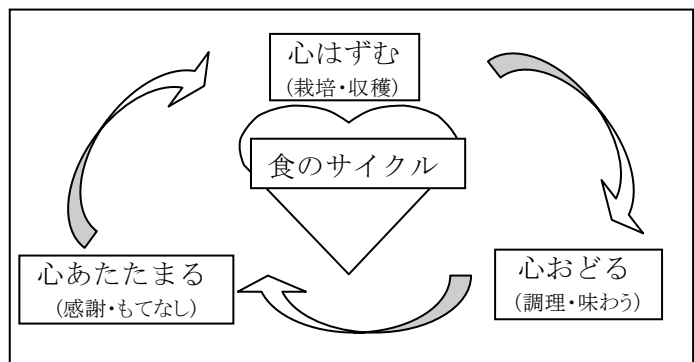 心はずむ
(栽培・収穫)
食のサイクル
心あたたまる
(感謝・もてなし)
心おどる
(調理・味わう)